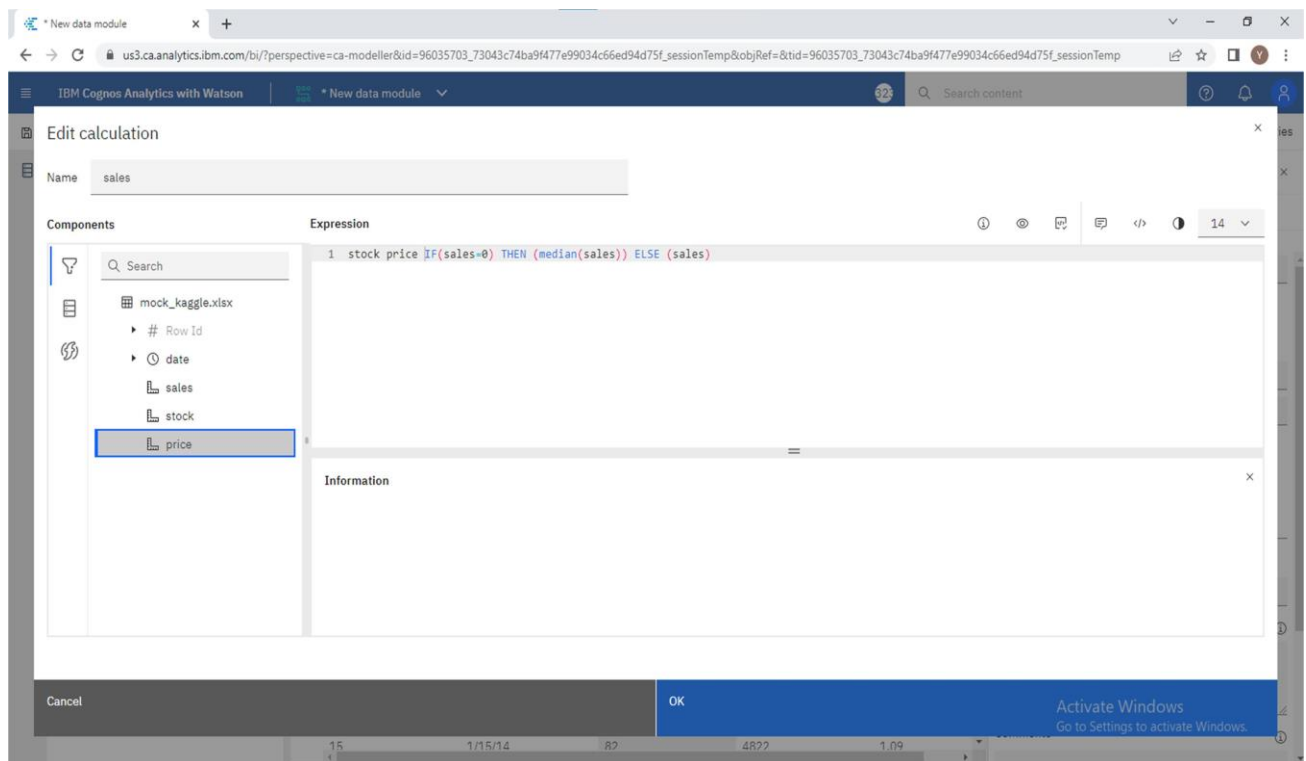 * New data module
us3.ca.analytics.ibm.com/bi/?perspective=ca-modeller&id=96035703_73043c74ba9f477e99034c66ed94d75f_sessionTemp&objRef=&tid=96035703_73043c74ba9f477e99034c66ed94d75f_sessionTemp
Y
IBM Cognos Analytics with Watson
* New data module
Search content
Edit calculation
ies
Name
sales
Components
Expression
14
1 stock price IF(sales=0) THEN (median(sales)) ELSE (sales)
Search
mock_kaggle.xlsx
# Row Id
date
sales
stock
price
Information
Cancel
OK
Activate Windows
Go to Settings to activate Windows.
15 1/15/14 82 4822 1.09